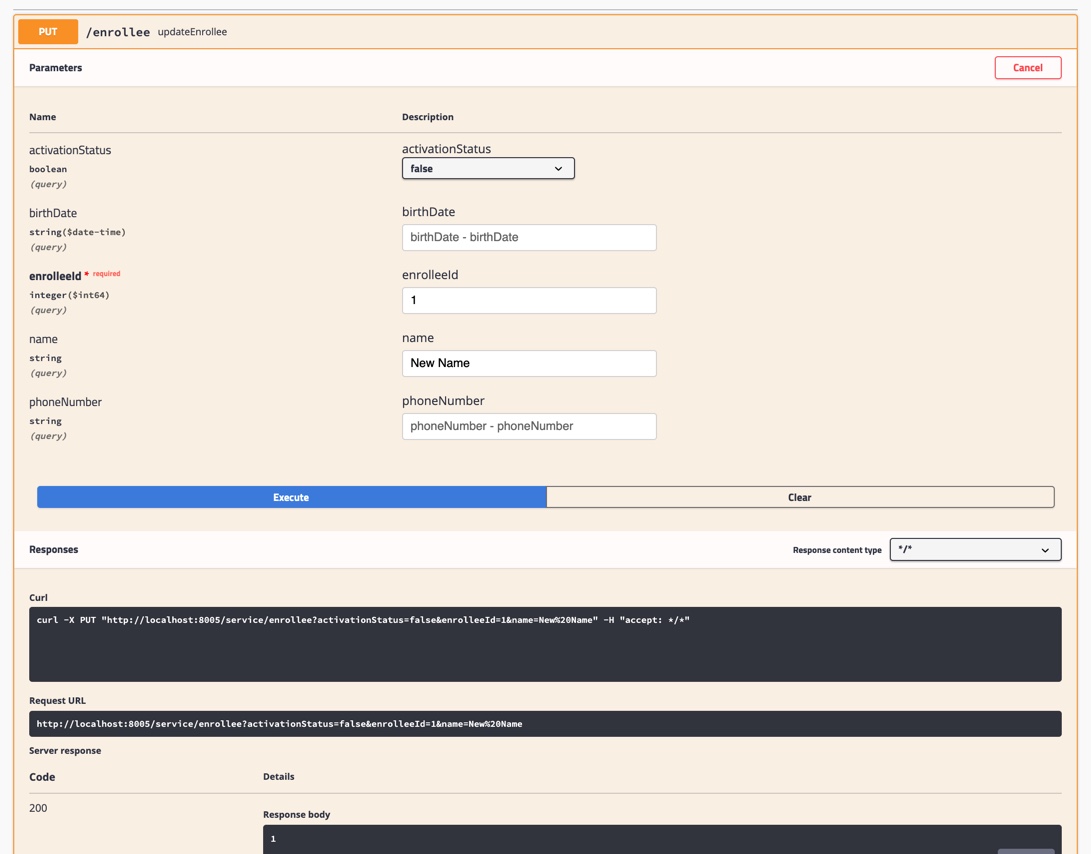 PUT /enrollee updateEnrollee
Parameters Cancel
Name Description
activationStatus activationStatus
boolean false
(query)
birthDate birthDate
string($date-time) birthDate - birthDate
(query)
enrolleeId * required enrolleeId
integer($int64) 1
(query)
name name
string New Name
(query)
phoneNumber phoneNumber
string phoneNumber - phoneNumber
(query)
Execute Clear
Responses Response content type */*
Curl
curl -X PUT "http://localhost:8005/service/enrollee?activationStatus=false&enrolleeId=1&name=New%20Name" -H "accept: */*"
Request URL
http://localhost:8005/service/enrollee?activationStatus=false&enrolleeId=1&name=New%20Name
Server response
Code Details
200
Response body
1